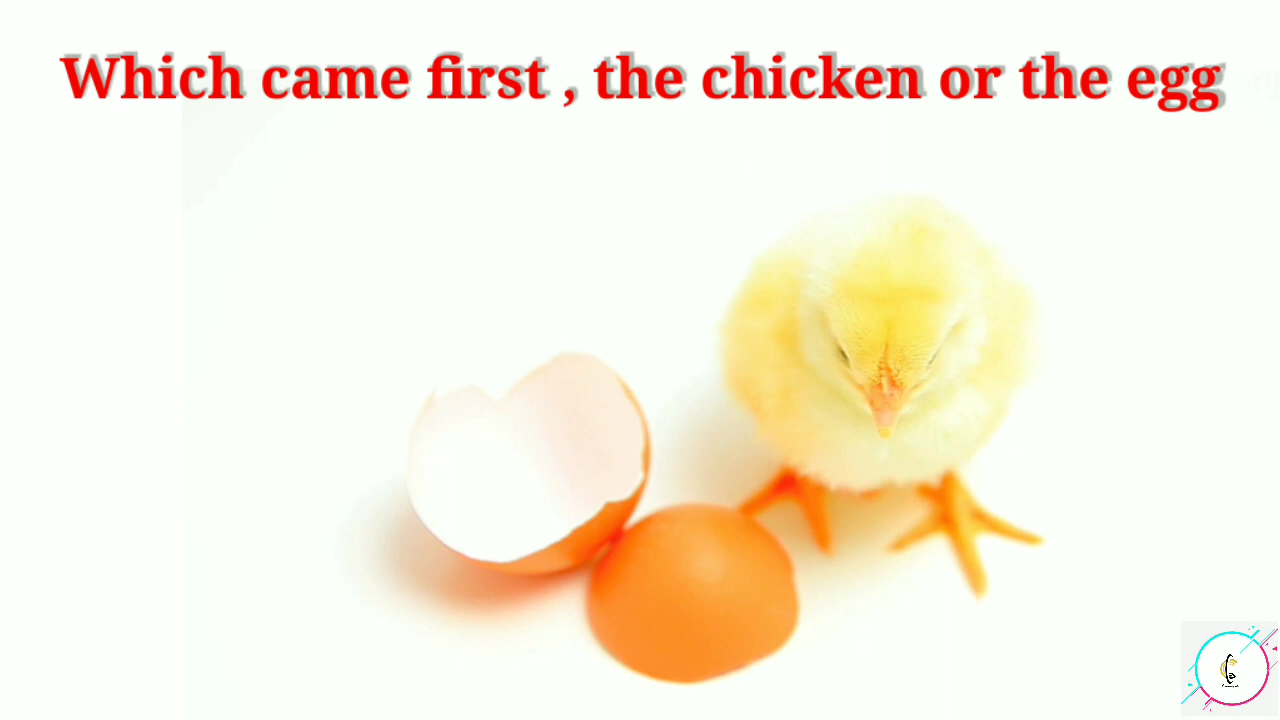 Which came first , the chicken or the egg